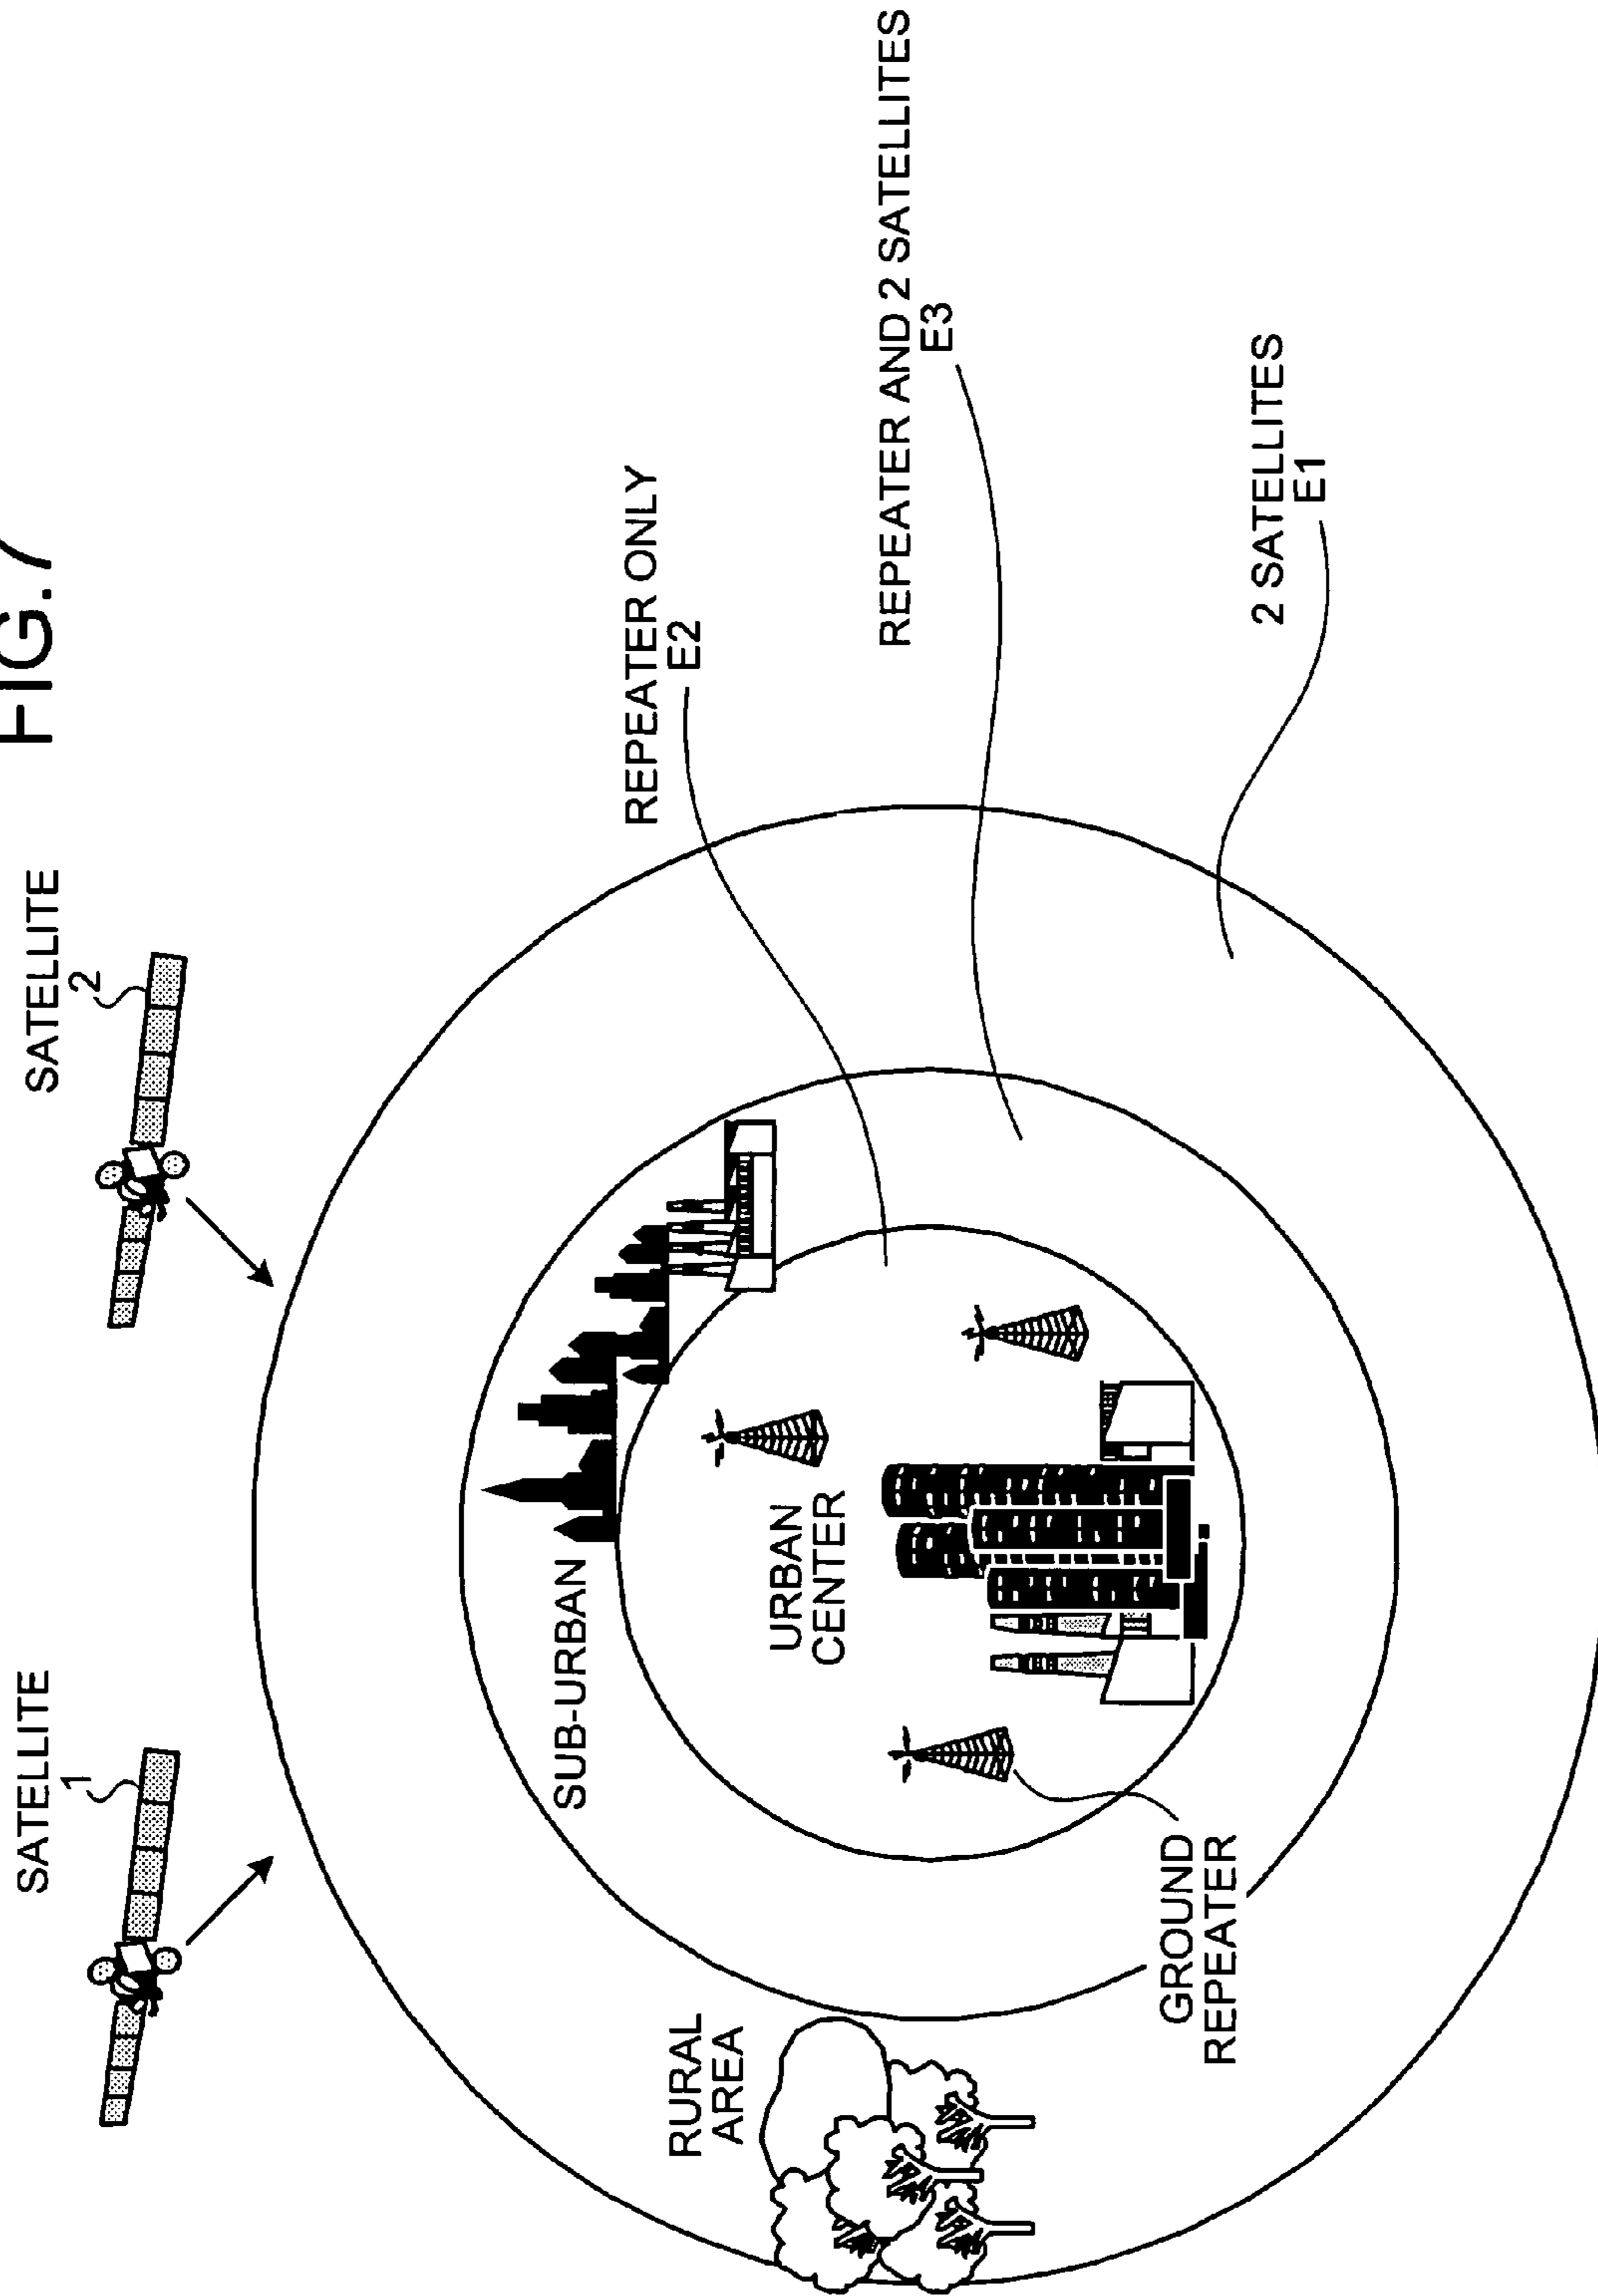 FIG.7
SATELLITE
1
SATELLITE
2
SUB-URBAN
REPEATER ONLY
E2
RURAL
AREA
URBAN
CENTER
REPEATER AND 2 SATELLITES
E3
GROUND
REPEATER
2 SATELLITES
E1